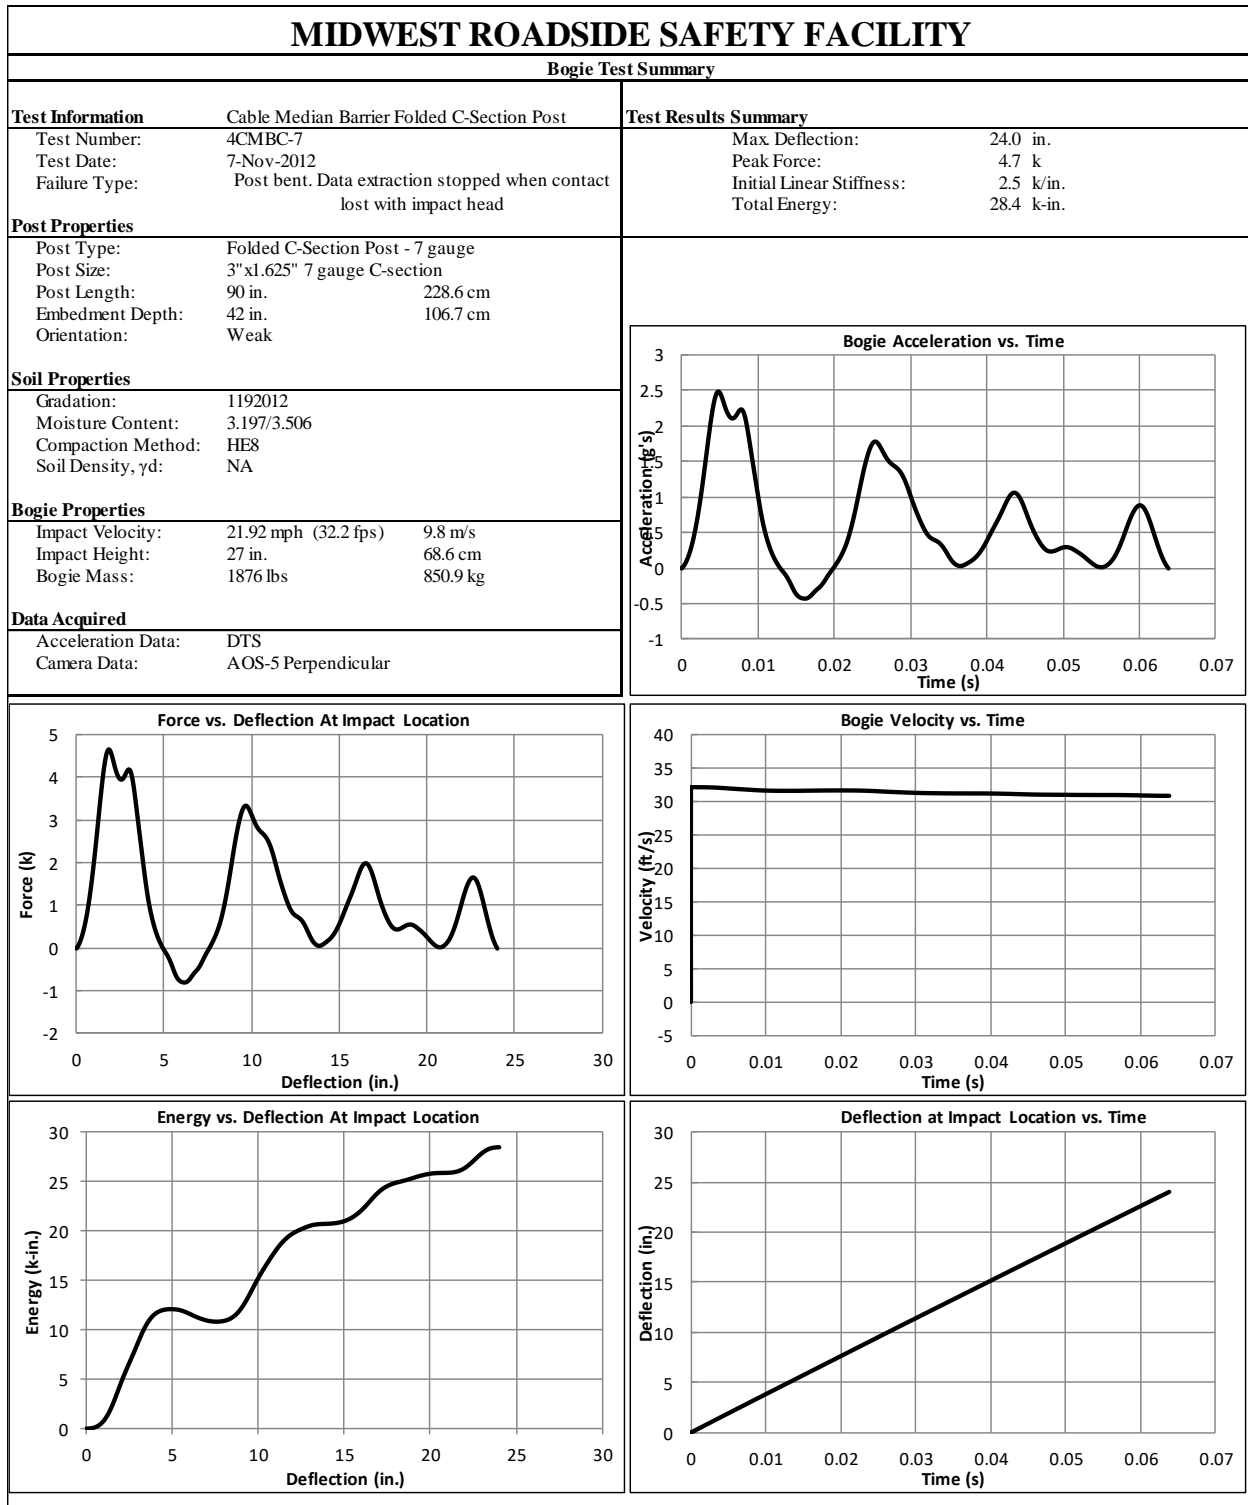 MIDWEST ROADSIDE SAFETY FACILITY
Bogie Test Summary
Test Information Cable Median Barrier Folded C-Section Post
Test Number: 4CMBC-7
Test Date: 7-Nov-2012
Failure Type: Post bent. Data extraction stopped when contact
lost with impact head
Post Properties
Post Type: Folded C-Section Post - 7 gauge
Post Size: 3"x1.625" 7 gauge C-section
Post Length: 90 in. 228.6 cm
Embedment Depth: 42 in. 106.7 cm
Orientation: Weak
Soil Properties
Gradation: 1192012
Moisture Content: 3.197/3.506
Compaction Method: HE8
Soil Density, γd: NA
Bogie Properties
Impact Velocity: 21.92 mph (32.2 fps) 9.8 m/s
Impact Height: 27 in. 68.6 cm
Bogie Mass: 1876 lbs 850.9 kg
Data Acquired
Acceleration Data: DTS
Camera Data: AOS-5 Perpendicular
Test Results Summary
Max. Deflection: 24.0 in.
Peak Force: 4.7 k
Initial Linear Stiffness: 2.5 k/in.
Total Energy: 28.4 k-in.
Bogie Acceleration vs. Time
Acceleration (g's)
3
2.5
2
1.5
1
0.5
0
-0.5
-1
0 0.01 0.02 0.03 0.04 0.05 0.06 0.07
Time (s)
Force vs. Deflection At Impact Location
Force (k)
5
4
3
2
1
0
-1
-2
0 5 10 15 20 25 30
Deflection (in.)
Bogie Velocity vs. Time
Velocity (ft/s)
40
35
30
25
20
15
10
5
0
-5
0 0.01 0.02 0.03 0.04 0.05 0.06 0.07
Time (s)
Energy vs. Deflection At Impact Location
Energy (k-in.)
30
25
20
15
10
5
0
0 5 10 15 20 25 30
Deflection (in.)
Deflection at Impact Location vs. Time
Deflection (in.)
30
25
20
15
10
5
0
0 0.01 0.02 0.03 0.04 0.05 0.06 0.07
Time (s)